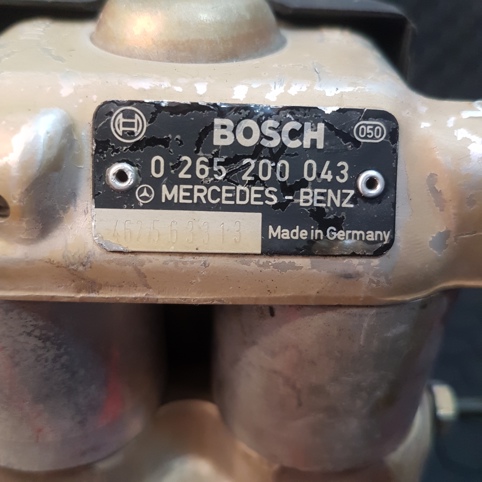 BOSCH
050
0 265 200 043
MERCEDES - BENZ
Made in Germany